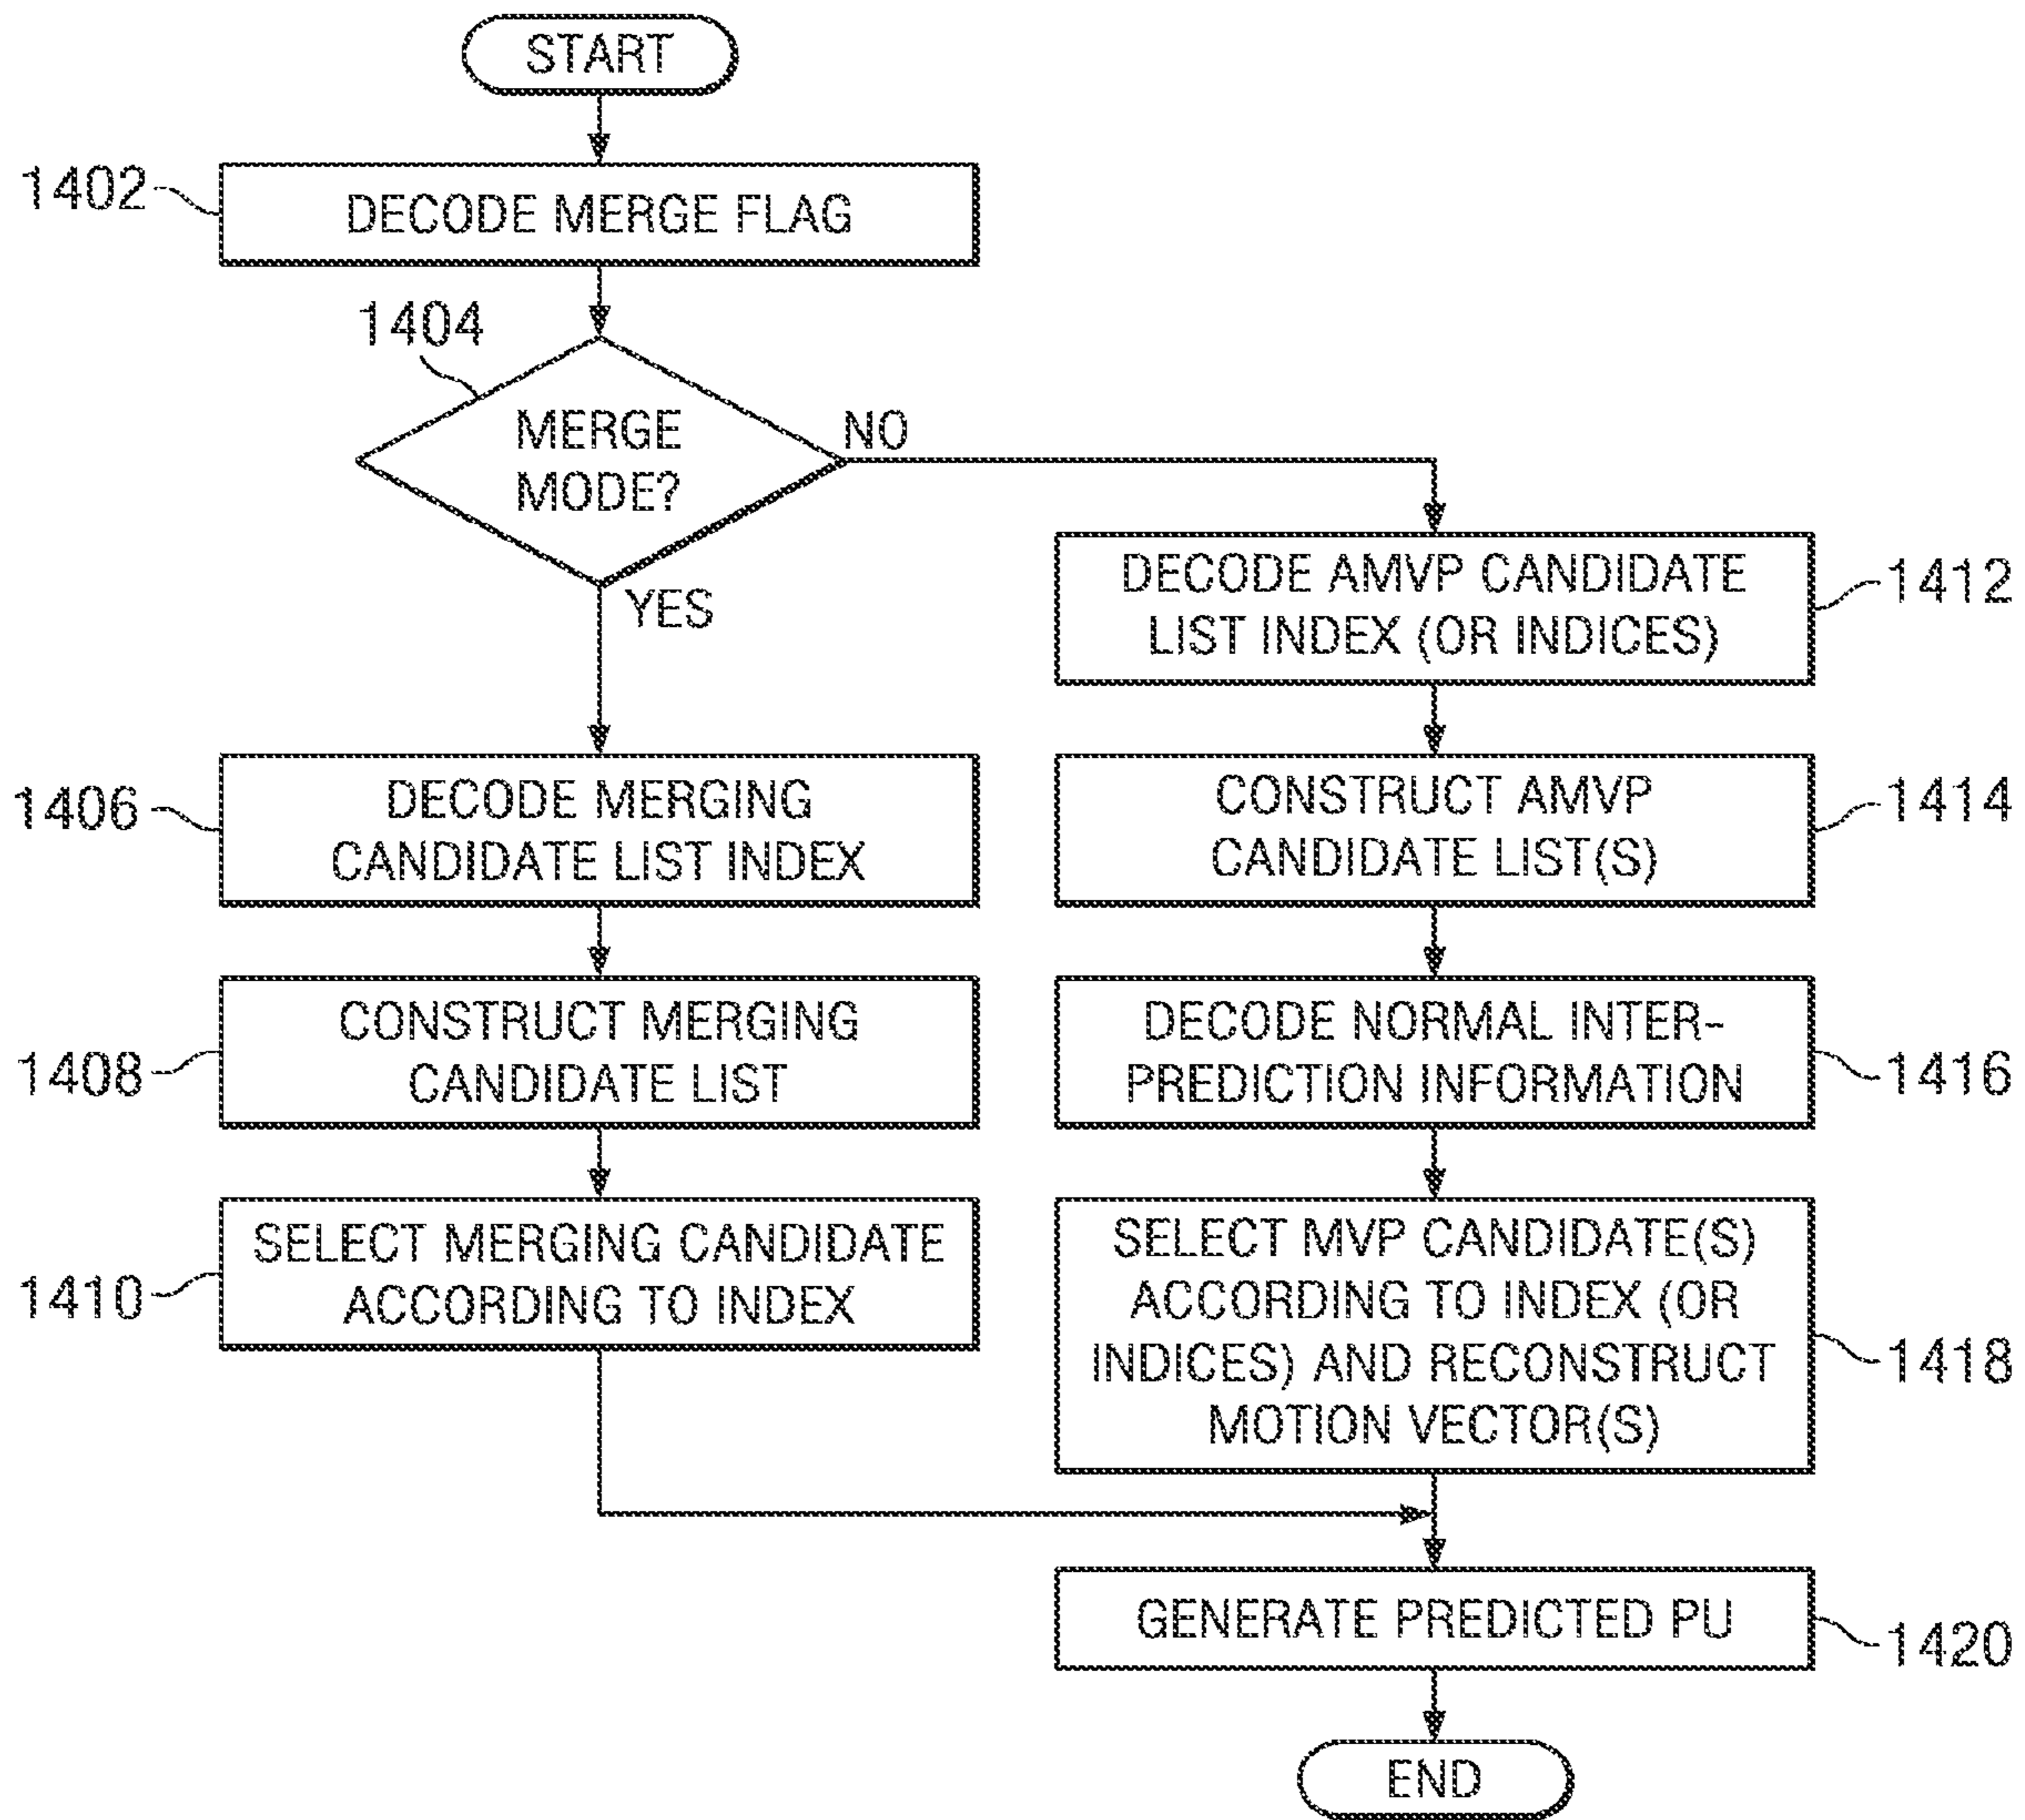 START
1402
DECODE MERGE FLAG
1404
MERGE
MODE?
NO
YES
1406
DECODE MERGING
CANDIDATE LIST INDEX
1408
CONSTRUCT MERGING
CANDIDATE LIST
1410
SELECT MERGING CANDIDATE
ACCORDING TO INDEX
DECODE AMVP CANDIDATE
LIST INDEX (OR INDICES)
1412
CONSTRUCT AMVP
CANDIDATE LIST(S)
1414
DECODE NORMAL INTER-
PREDICTION INFORMATION
1416
SELECT MVP CANDIDATE(S)
ACCORDING TO INDEX (OR
INDICES) AND RECONSTRUCT
MOTION VECTOR(S)
1418
GENERATE PREDICTED PU
1420
END